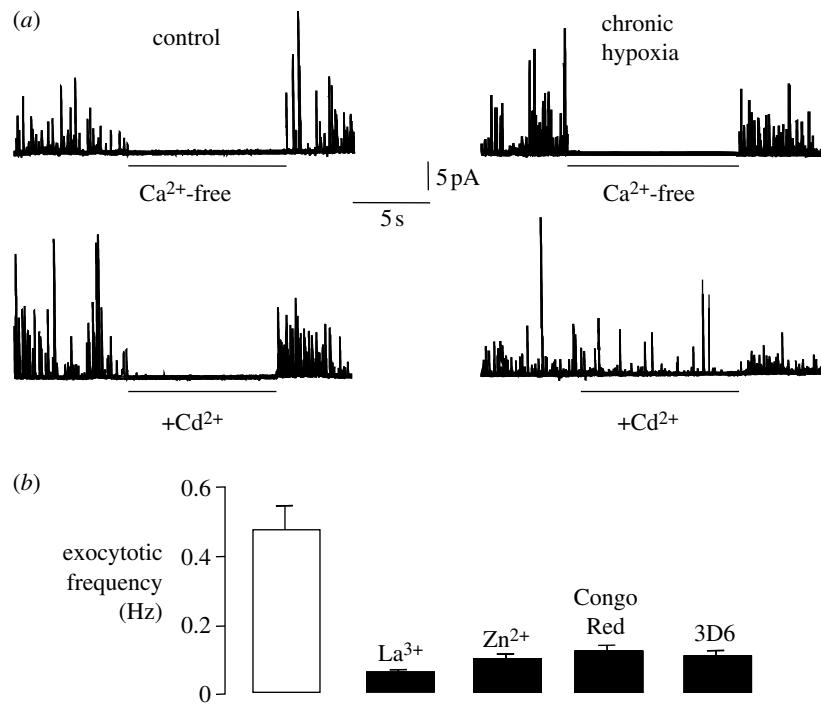 (a)
control
chronic
hypoxia
Ca²⁺-free
5 pA
5 s
Ca²⁺-free
+Cd²⁺
+Cd²⁺
(b)
0.6
0.4
0.2
0
exocytotic
frequency
(Hz)
La³⁺
Zn²⁺
Congo
Red
3D6